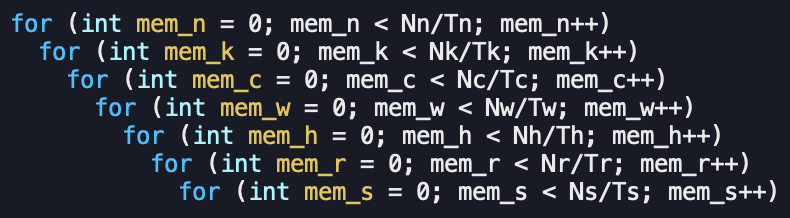 for (int mem_n = 0; mem_n < Nn/Tn; mem_n++)
for (int mem_k = 0; mem_k < Nk/Tk; mem_k++)
for (int mem_c = 0; mem_c < Nc/Tc; mem_c++)
for (int mem_w = 0; mem_w < Nw/Tw; mem_w++)
for (int mem_h = 0; mem_h < Nh/Th; mem_h++)
for (int mem_r = 0; mem_r < Nr/Tr; mem_r++)
for (int mem_s = 0; mem_s < Ns/Ts; mem_s++)